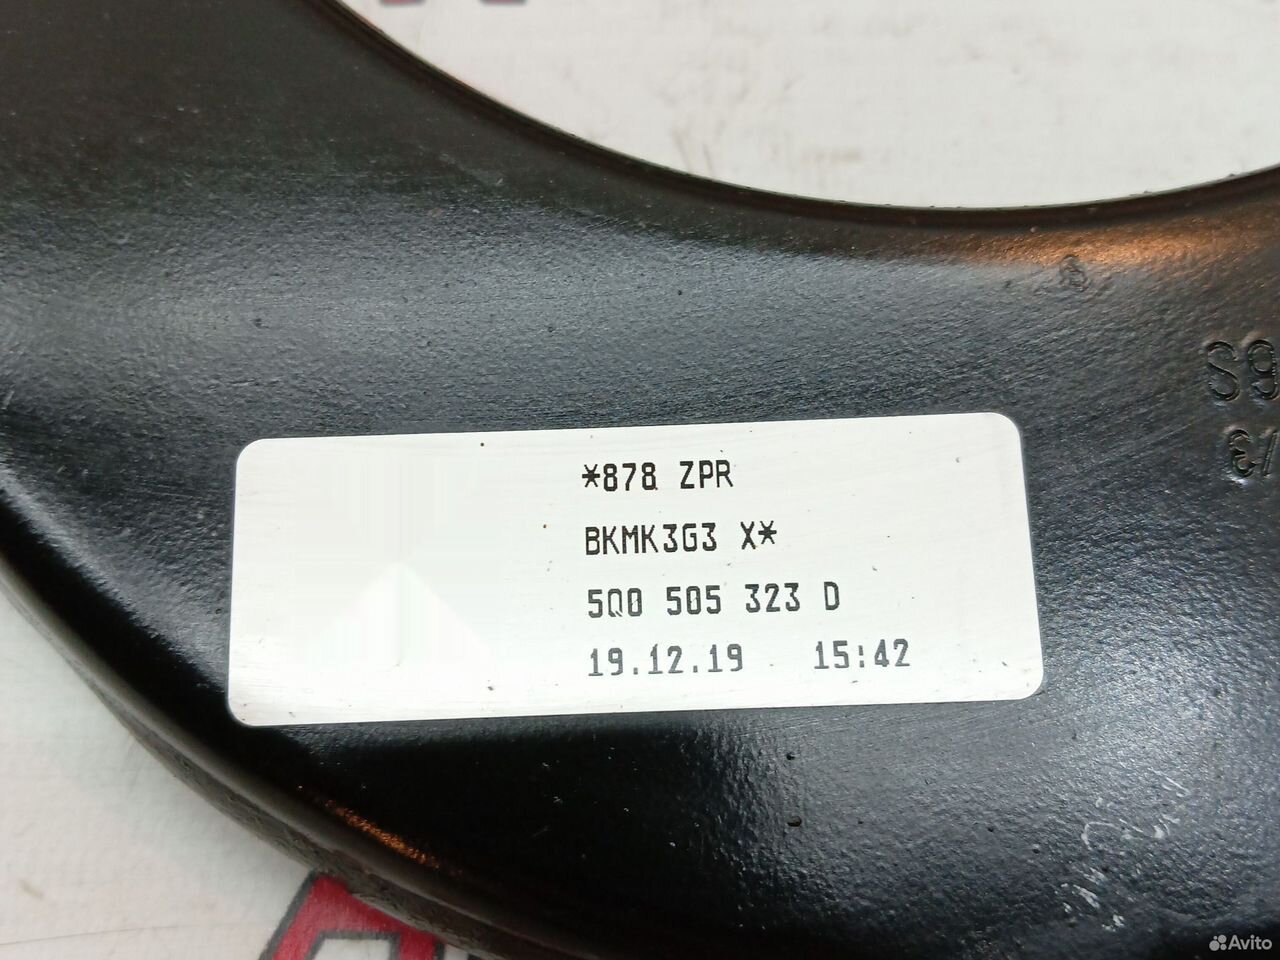 *878 ZPR
BKMK3G3 X*
5Q0 505 323 D
19.12.19 15:42
Avito